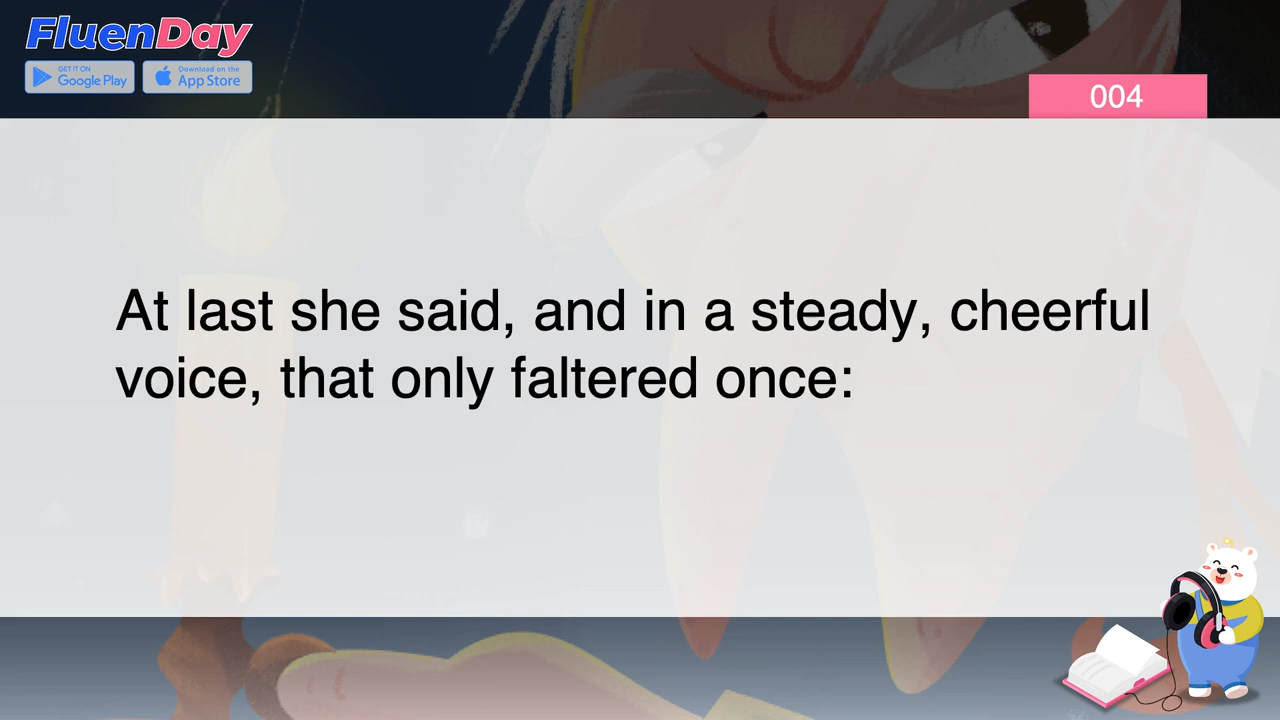 FluenDay
GET IT ON
Google Play
Download on the
App Store
004
At last she said, and in a steady, cheerful
voice, that only faltered once: